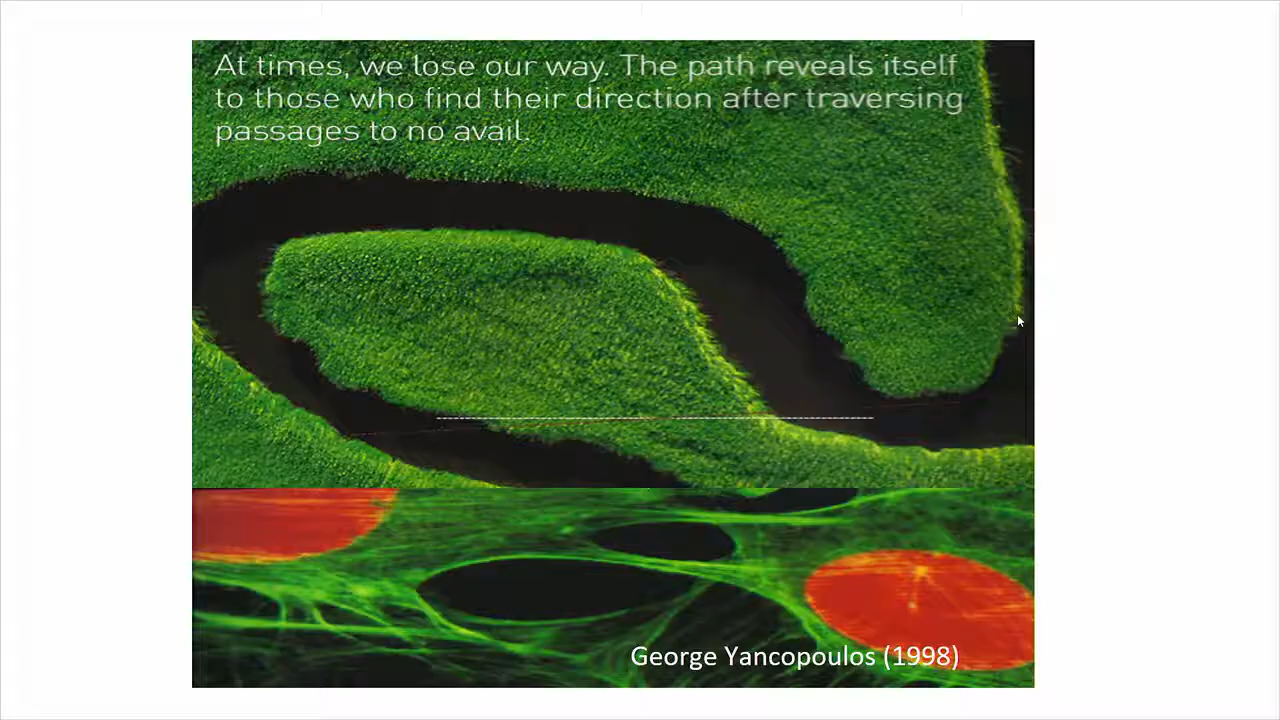 At times, we lose our way. The path reveals itself
to those who find their direction after traversing
passages to no avail.
George Yancopoulos (1998)